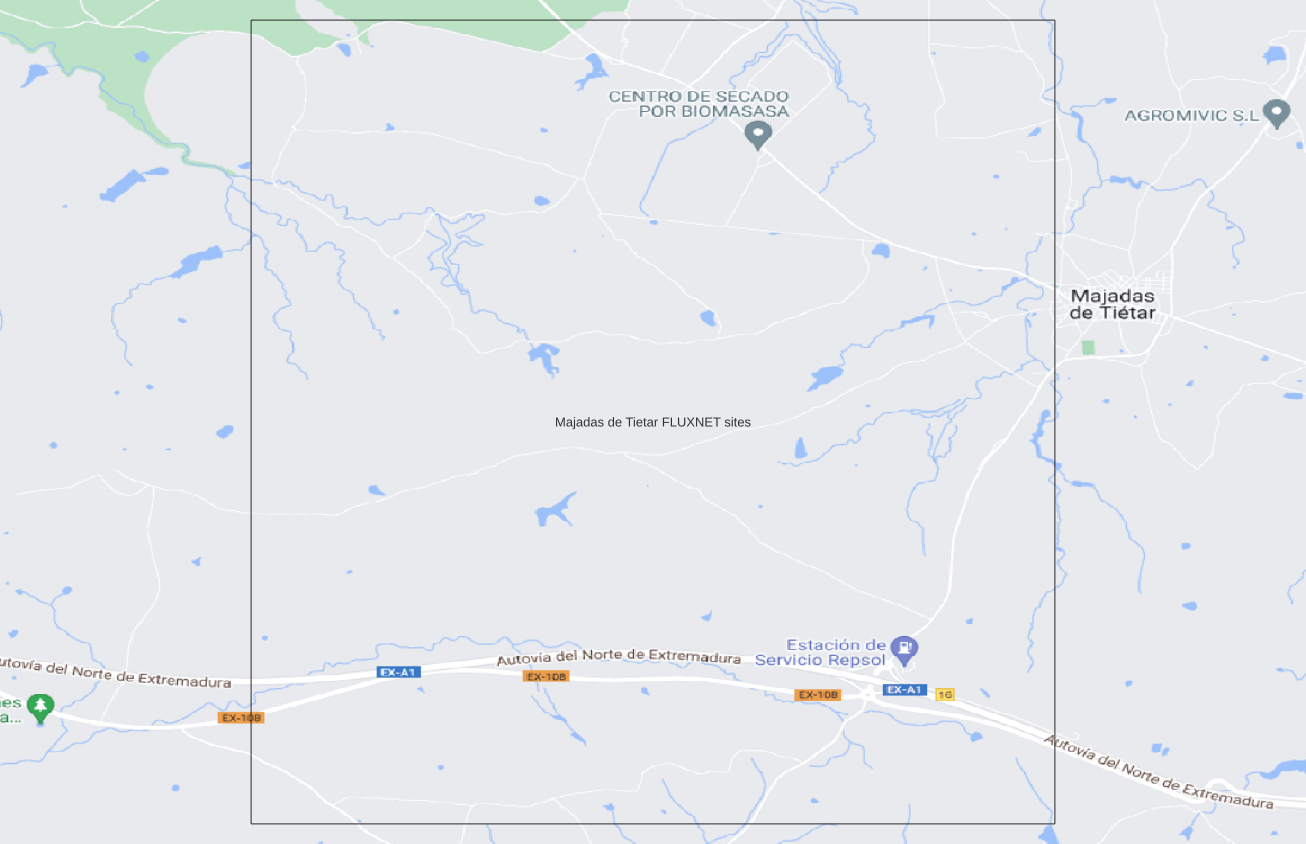 CENTRO DE SECADO
POR BIOMASASA
AGROMIVIC S.L
Majadas
de Tiétar
Majadas de Tietar FLUXNET sites
Estación de
Servicio Repsol
utovía del Norte de Extremadura
EX-A1
Autovía del Norte de Extremadura
EX-108
EX-108
EX-A1
16
es
a...
EX-108
Autovía del Norte de Extremadura